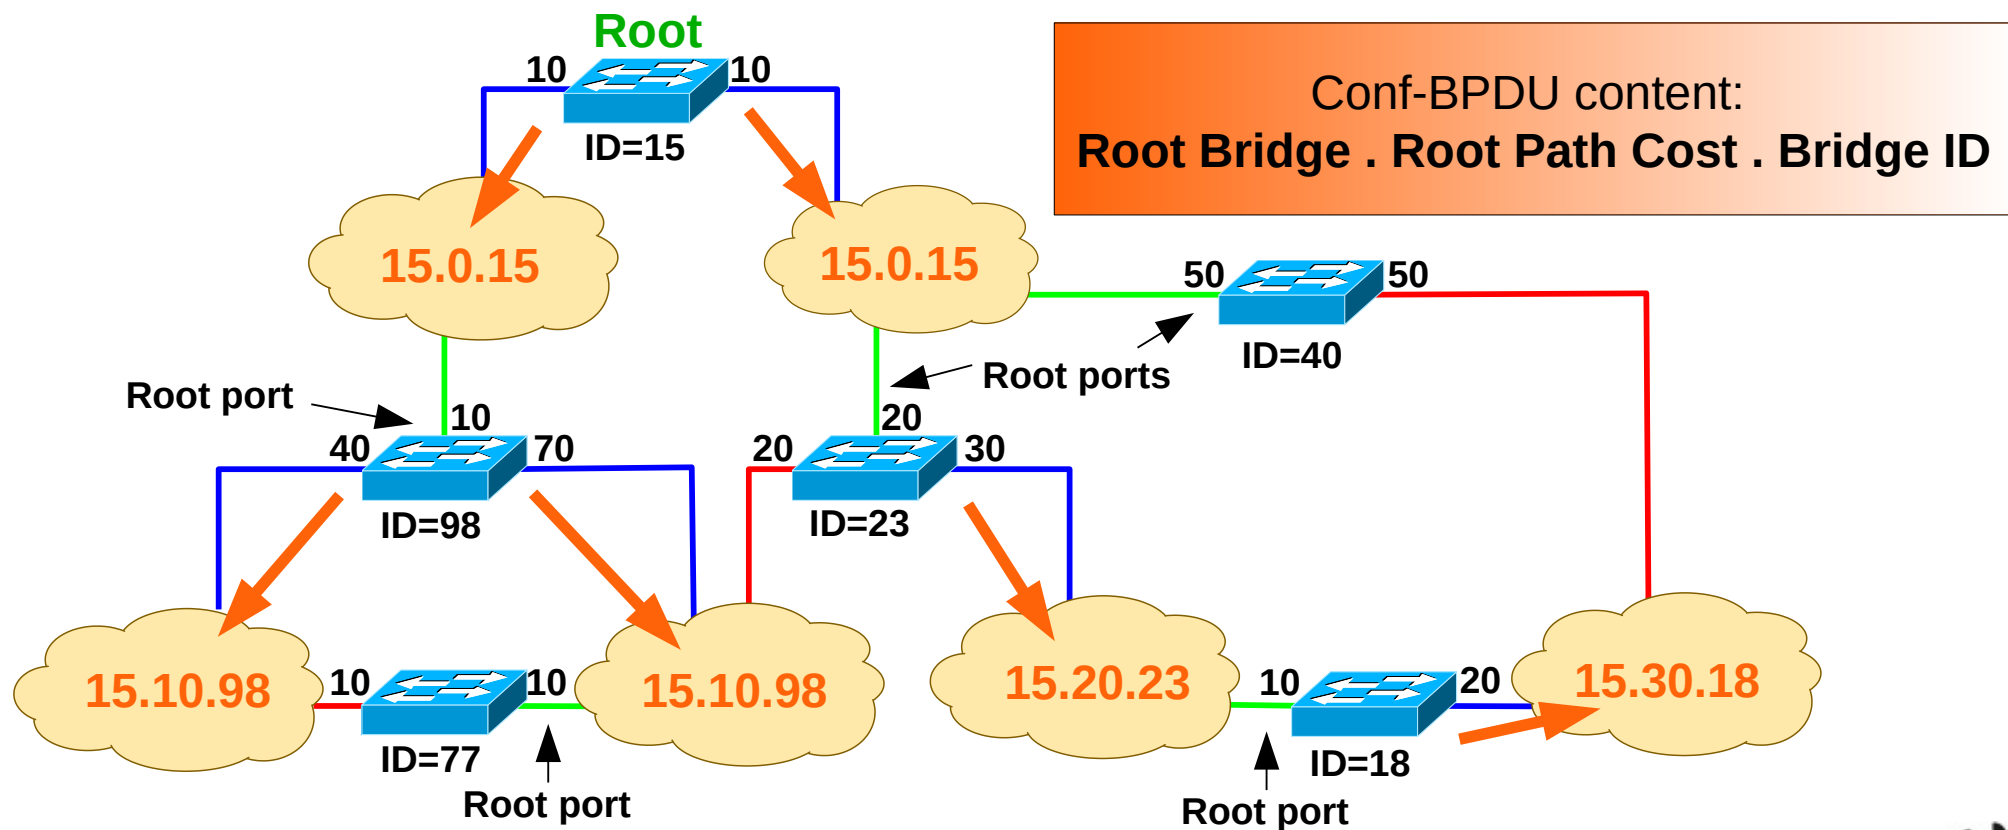 Root
10
10
ID=15
Conf-BPDU content:
Root Bridge . Root Path Cost . Bridge ID
15.0.15
15.0.15
50
50
ID=40
Root port
Root ports
10
40
70
ID=98
20
20
30
ID=23
15.10.98
10
10
ID=77
Root port
15.10.98
15.20.23
10
20
ID=18
Root port
15.30.18